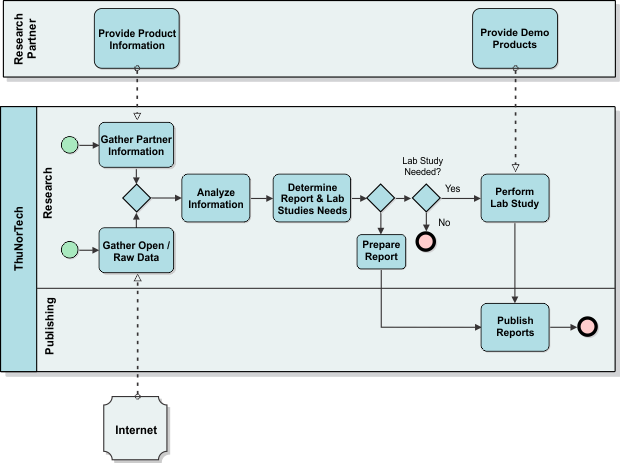 Research
Partner
Provide Product
Information
Provide Demo
Products
ThuNorTech
Research
Gather Partner
Information
Analyze
Information
Determine
Report & Lab
Studies Needs
Lab Study
Needed?
Yes
No
Perform
Lab Study
Gather Open /
Raw Data
Prepare
Report
Publishing
Publish
Reports
Internet